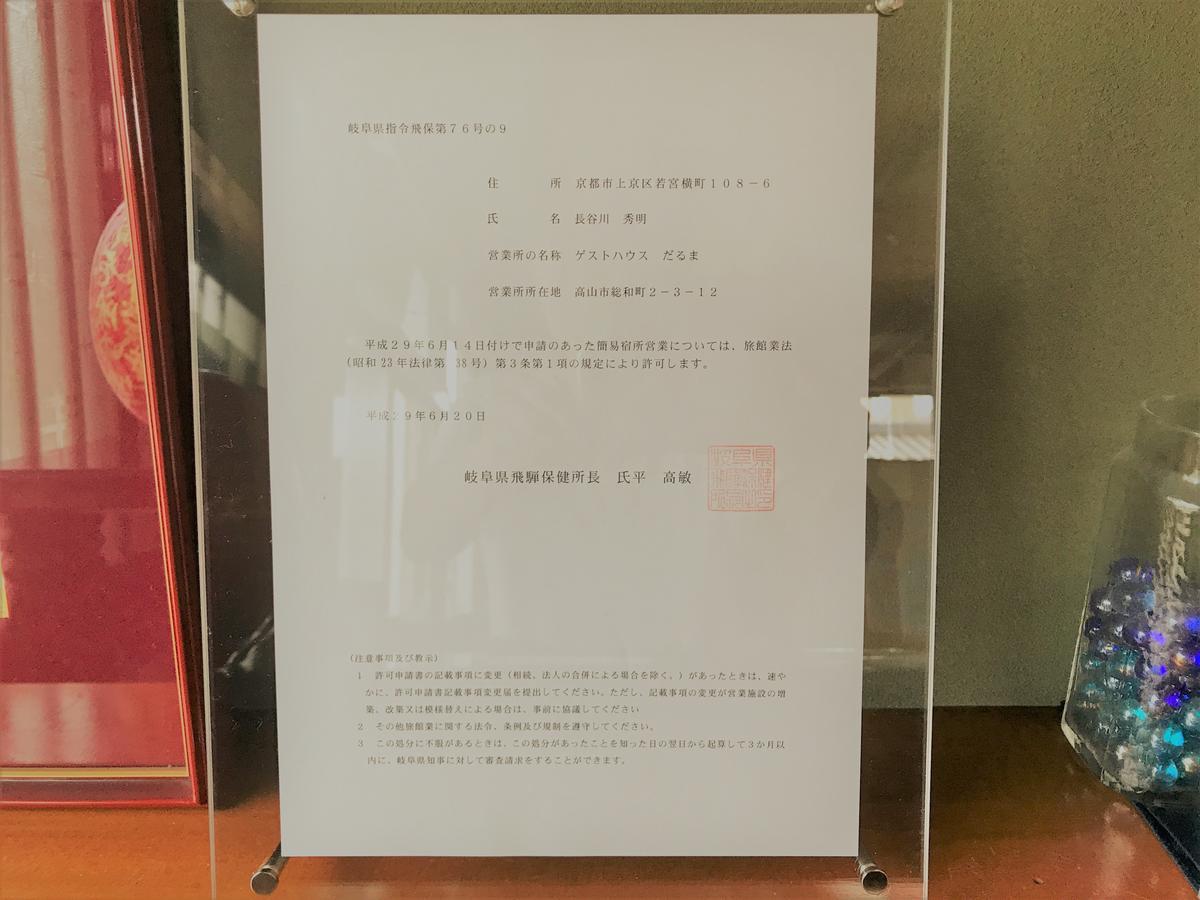 岐阜県指令飛保第76号の9
住　　　所　京都市上京区若宮横町108-6
氏　　　名　長谷川　秀明
営業所の名称　ゲストハウス　だるま
営業所所在地　高山市総和町2-3-12
平成29年6月14日付けで申請のあった簡易宿所営業については、旅館業法
(昭和23年法律第138号)第3条第1項の規定により許可します。
平成29年6月20日
岐阜県飛騨保健所長　氏平　高敏
(注意事項及び教示)
1　許可申請書の記載事項に変更(相続、法人の合併による場合を除く。)があったときは、速や
かに、許可申請書記載事項変更届を提出してください。ただし、記載事項の変更が営業施設の増
築、改築又は模様替えによる場合は、事前に協議してください
2　その他旅館業に関する法令、条例及び規制を遵守してください。
3　この処分に不服があるときは、この処分があったことを知った日の翌日から起算して3か月以
内に、岐阜県知事に対して審査請求をすることができます。